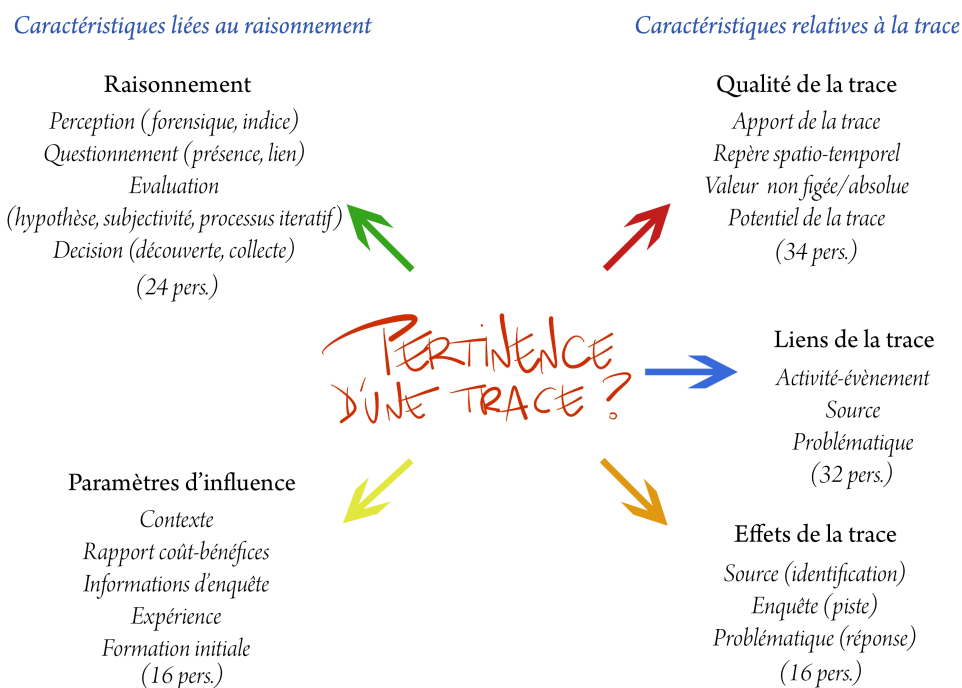 Caractéristiques liées au raisonnement
Caractéristiques relatives à la trace
Raisonnement
Perception (forensique, indice)
Questionnement (présence, lien)
Evaluation
(hypothèse, subjectivité, processus iteratif)
Decision (découverte, collecte)
(24 pers.)
Qualité de la trace
Apport de la trace
Repère spatio-temporel
Valeur non figée/absolue
Potentiel de la trace
(34 pers.)
PERTINENCE
D'UNE TRACE ?
Liens de la trace
Activité-évènement
Source
Problématique
(32 pers.)
Paramètres d'influence
Contexte
Rapport coût-bénéfices
Informations d'enquête
Expérience
Formation initiale
(16 pers.)
Effets de la trace
Source (identification)
Enquête (piste)
Problématique (réponse)
(16 pers.)